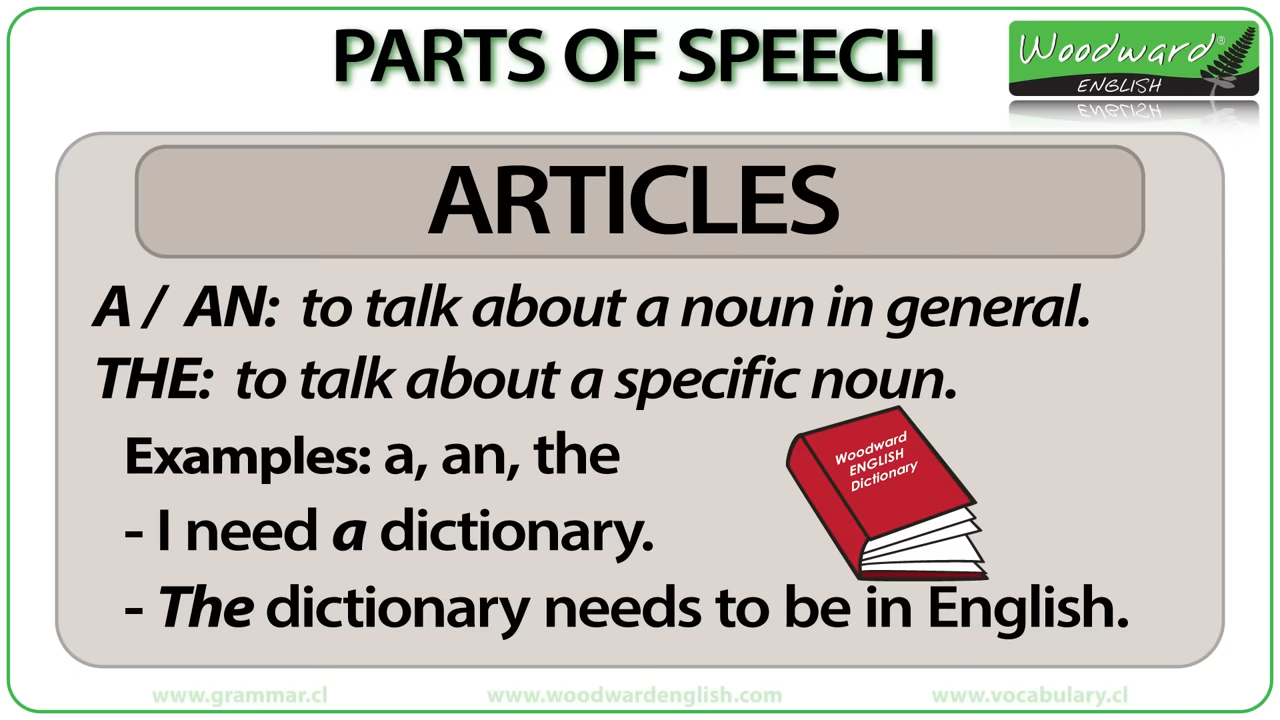 PARTS OF SPEECH
Woodward®
ENGLISH
ARTICLES
A / AN: to talk about a noun in general.
THE: to talk about a specific noun.
Examples: a, an, the
- I need a dictionary.
- The dictionary needs to be in English.
Woodward
ENGLISH
Dictionary
www.grammar.cl
www.woodwardenglish.com
www.vocabulary.cl